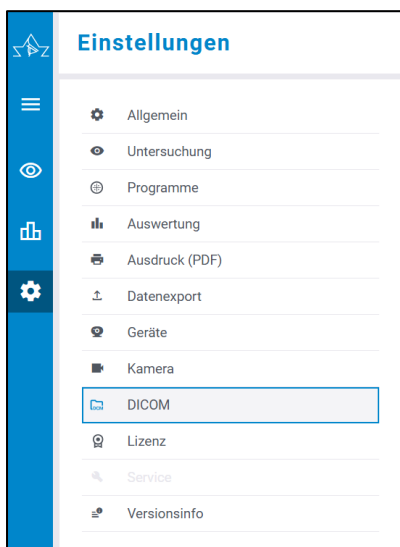 Einstellungen
Allgemein
Untersuchung
Programme
Auswertung
Ausdruck (PDF)
Datenexport
Geräte
Kamera
DICOM
Lizenz
Service
Versionsinfo